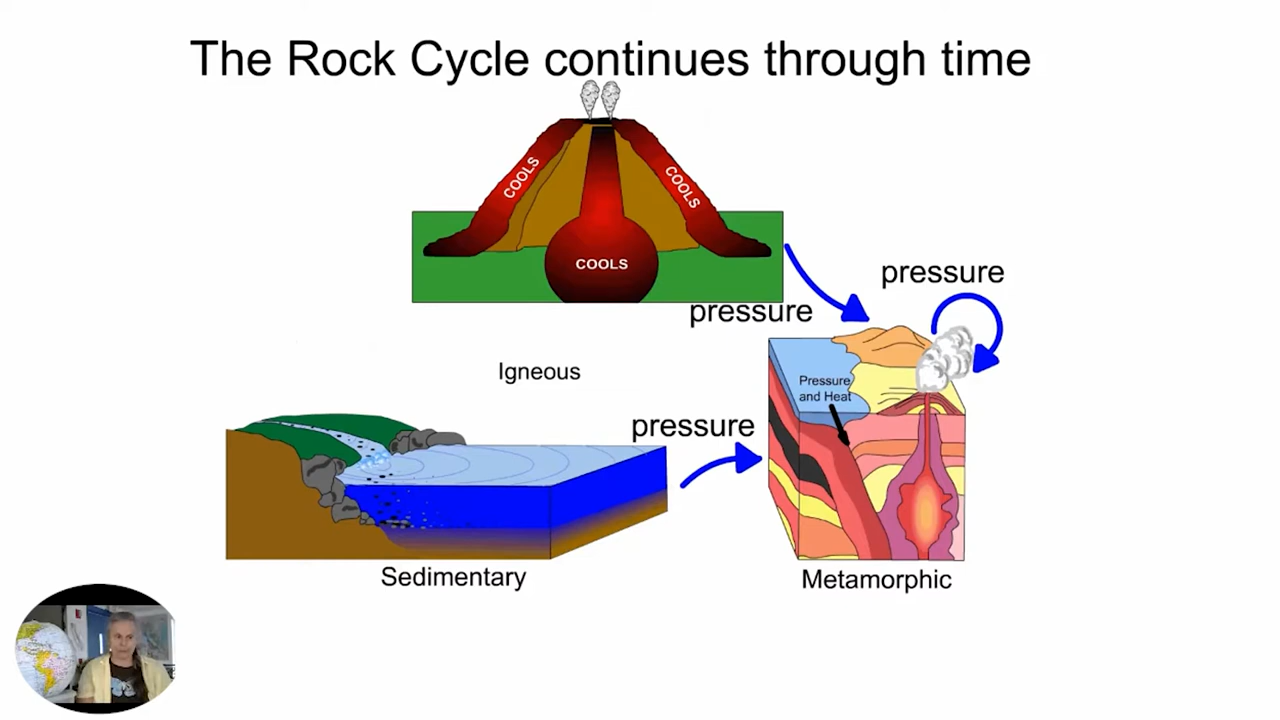 The Rock Cycle continues through time
COOLS
COOLS
COOLS
pressure
pressure
Pressure
and Heat
Igneous
pressure
Sedimentary
Metamorphic